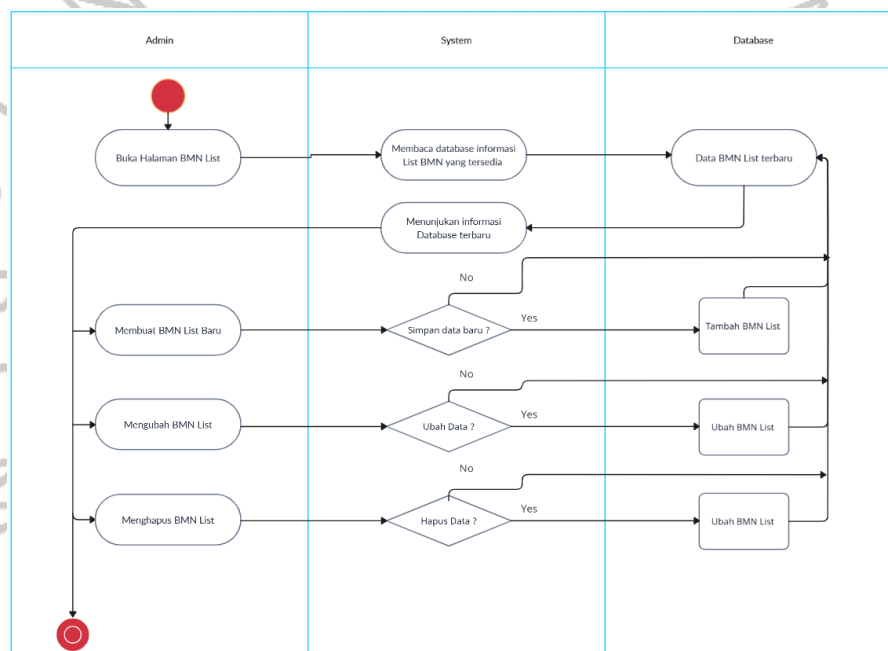 Admin
System
Database
Buka Halaman BMN List
Membaca database informasi
List BMN yang tersedia
Data BMN List terbaru
Menunjukan informasi
Database terbaru
No
Membuat BMN List Baru
Simpan data baru ?
Yes
Tambah BMN List
No
Mengubah BMN List
Ubah Data ?
Yes
Ubah BMN List
No
Menghapus BMN List
Hapus Data ?
Yes
Ubah BMN List